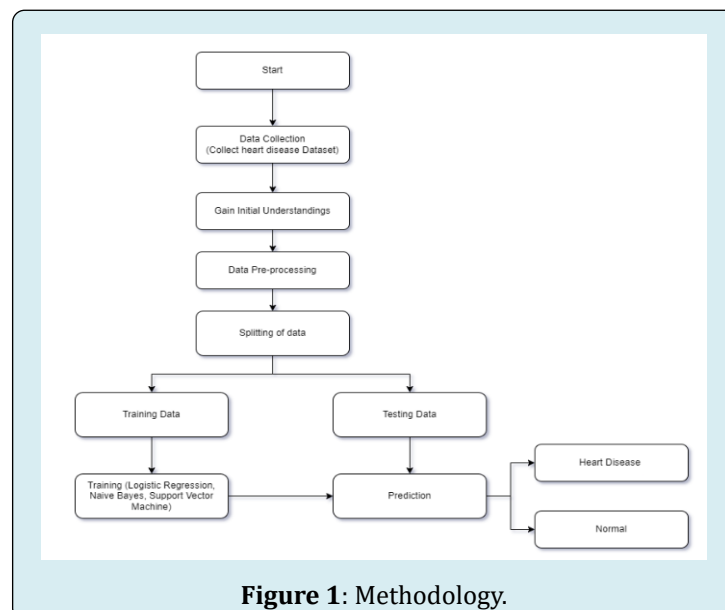 Start
Data Collection
(Collect heart disease Dataset)
Gain Initial Understandings
Data Pre-processing
Splitting of data
Training Data
Testing Data
Training (Logistic Regression,
Naive Bayes, Support Vector
Machine)
Prediction
Heart Disease
Normal
Figure 1: Methodology.